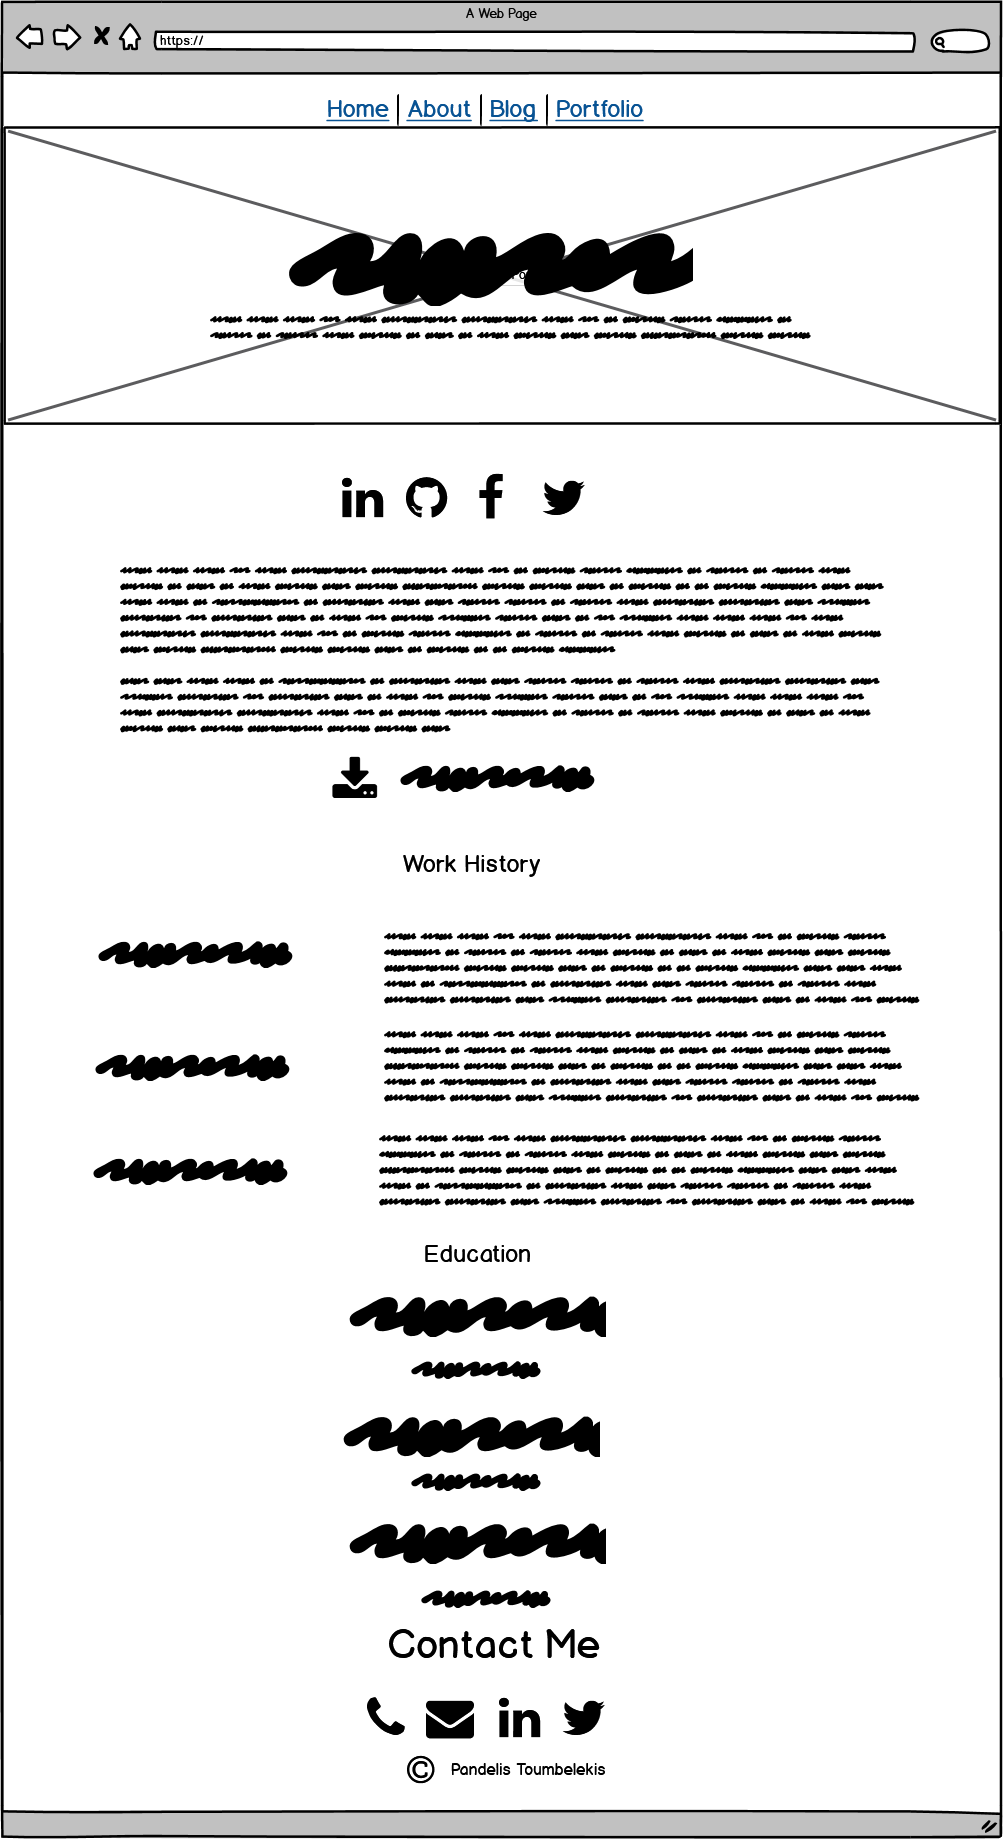 A Web Page
https://
Home | About | Blog | Portfolio
Work History
Education
Contact Me
© Pandelis Toumbelekis